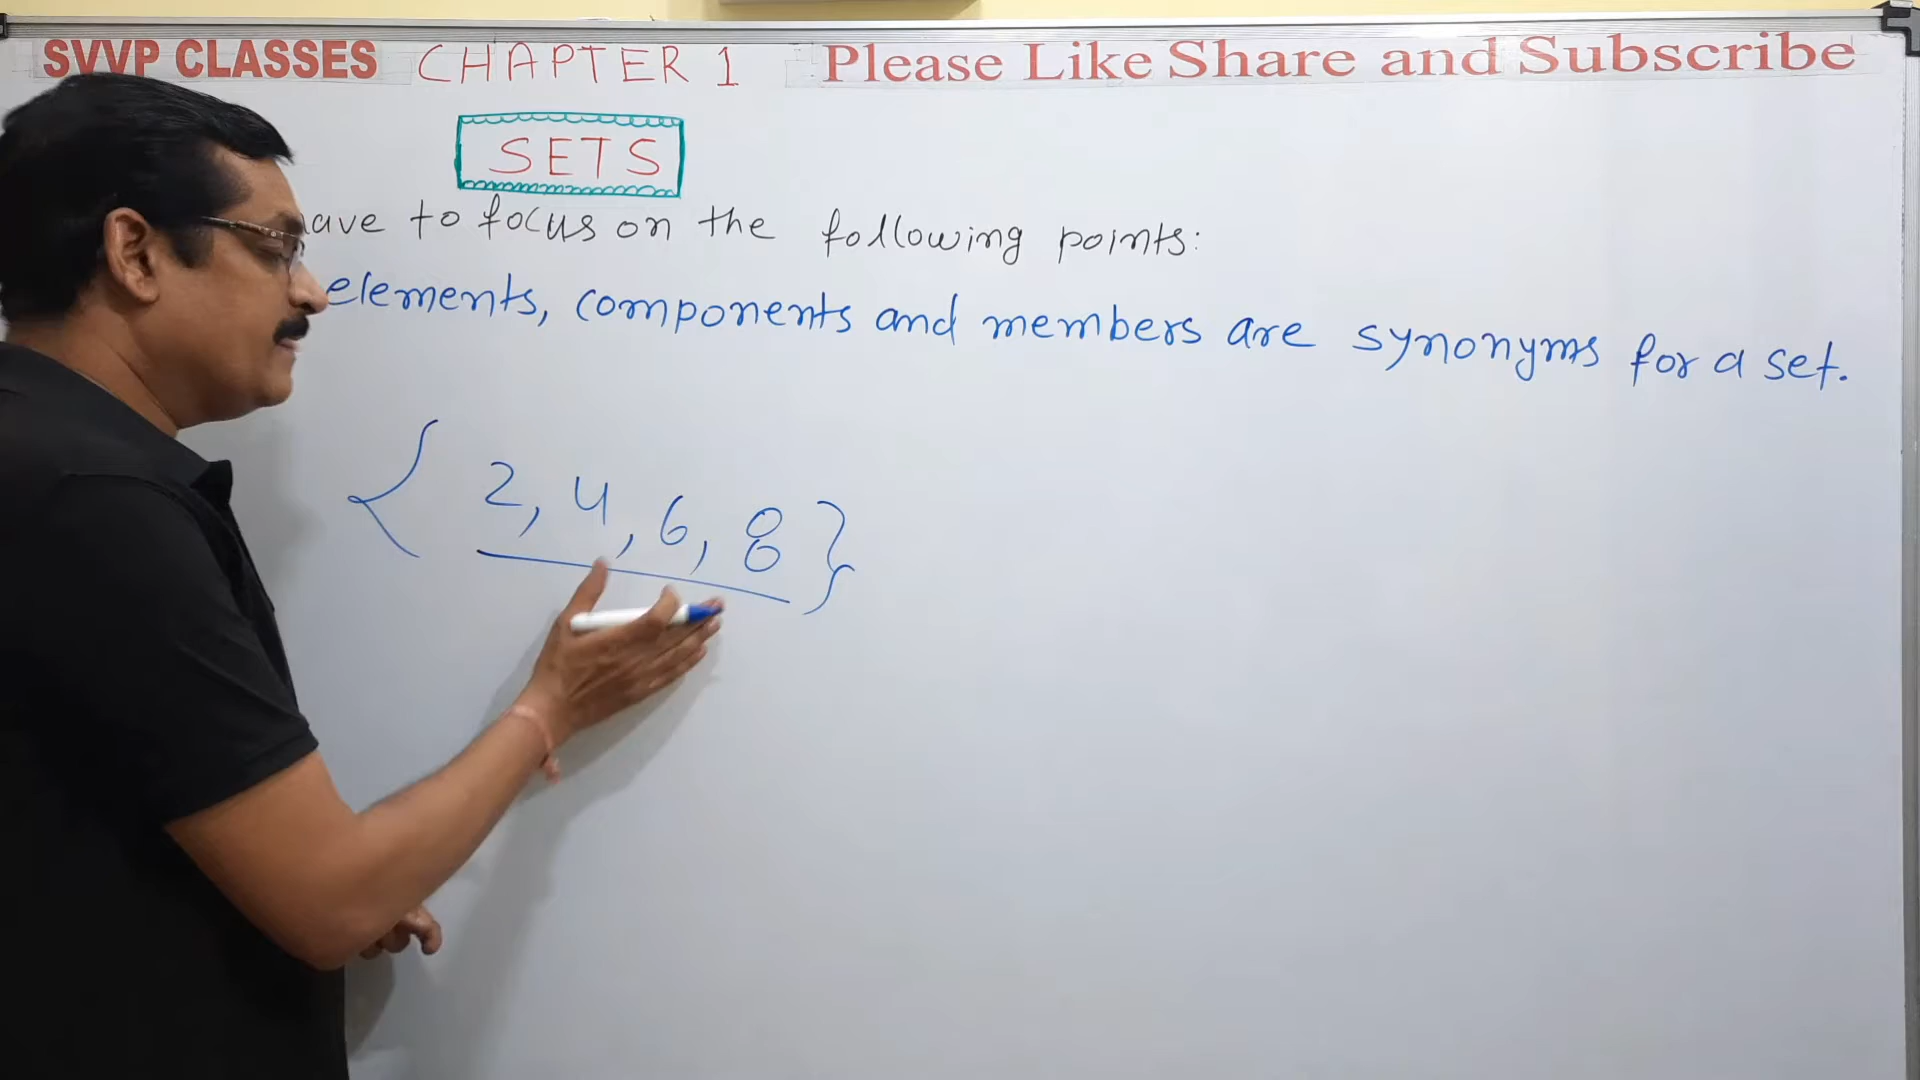 SVVP CLASSES CHAPTER 1 Please Like Share and Subscribe
SETS
to focus on the following points:
elements, components and members are synonyms for a set.
{ 2, 4, 6, 8 }